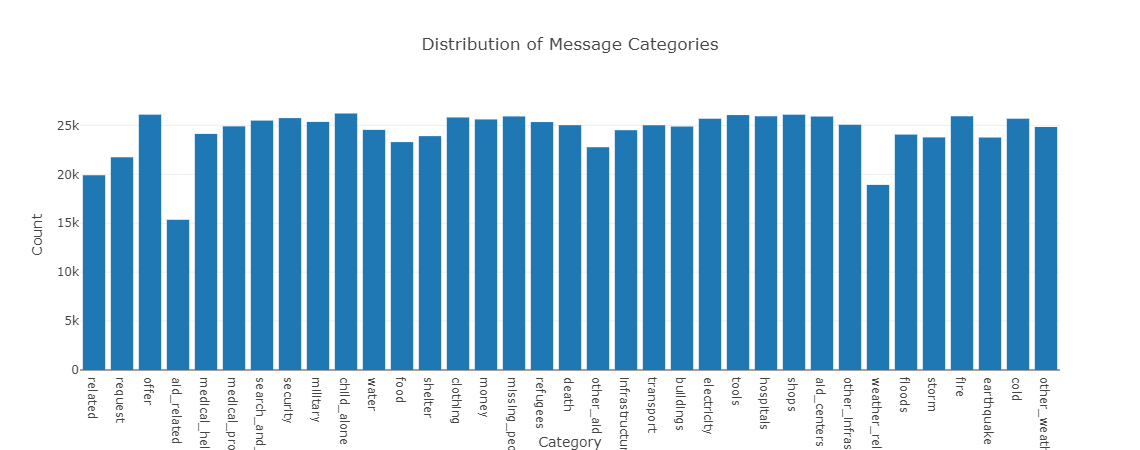 Distribution of Message Categories
Count
25k
20k
15k
10k
5k
0
related
request
offer
aid_related
medical_hel
medical_pro
search_and_
security
military
child_alone
water
food
shelter
clothing
money
missing_peo
refugees
death
other_aid
infrastructur
transport
buildings
electricity
tools
hospitals
shops
aid_centers
other_infras
weather_rel
floods
storm
fire
earthquake
cold
other_weath
Category